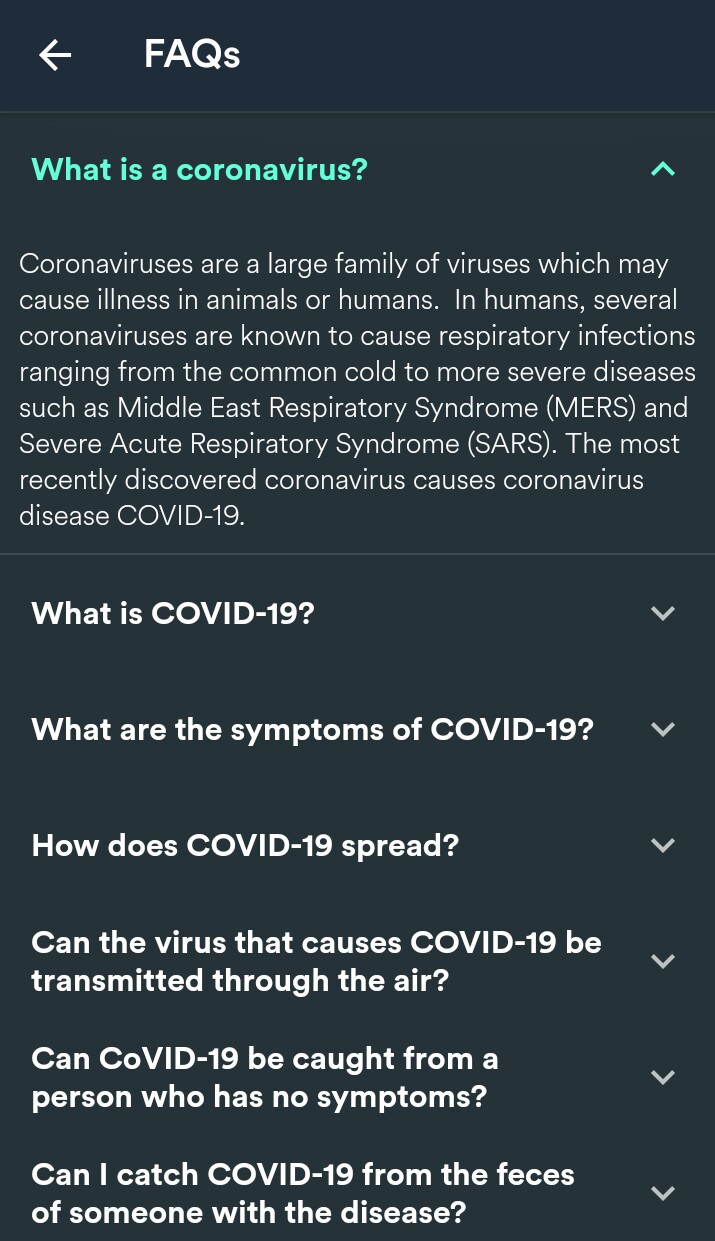 FAQs
What is a coronavirus?
Coronaviruses are a large family of viruses which may
cause illness in animals or humans.  In humans, several
coronaviruses are known to cause respiratory infections
ranging from the common cold to more severe diseases
such as Middle East Respiratory Syndrome (MERS) and
Severe Acute Respiratory Syndrome (SARS). The most
recently discovered coronavirus causes coronavirus
disease COVID-19.
What is COVID-19?
What are the symptoms of COVID-19?
How does COVID-19 spread?
Can the virus that causes COVID-19 be
transmitted through the air?
Can CoVID-19 be caught from a
person who has no symptoms?
Can I catch COVID-19 from the feces
of someone with the disease?